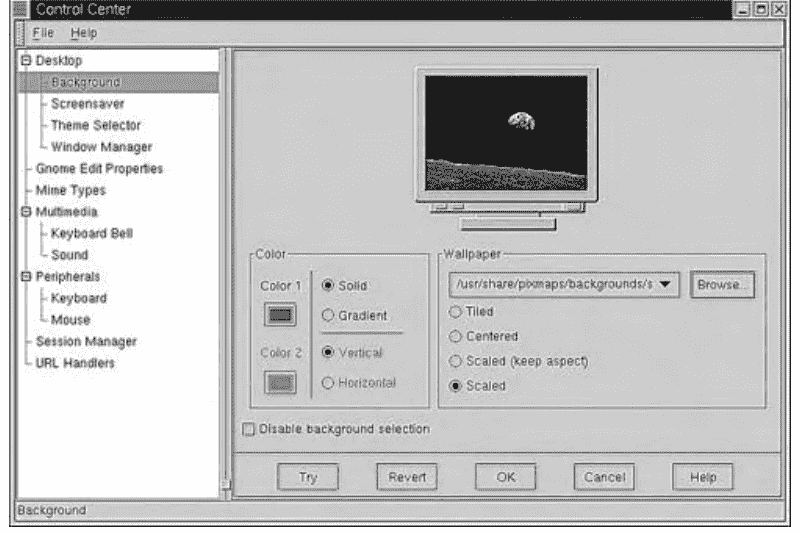 Control Center
File Help
Desktop
Background
Screensaver
Theme Selector
Window Manager
Gnome Edit Properties
Mime Types
Multimedia
Keyboard Bell
Sound
Peripherals
Keyboard
Mouse
Session Manager
URL Handlers
Color
Color 1
Solid
Gradient
Color 2
Vertical
Horizontal
Wallpaper
/usr/share/pixmaps/backgrounds/s
Browse...
Tiled
Centered
Scaled (keep aspect)
Scaled
Disable background selection
Try Revert OK Cancel Help
Background